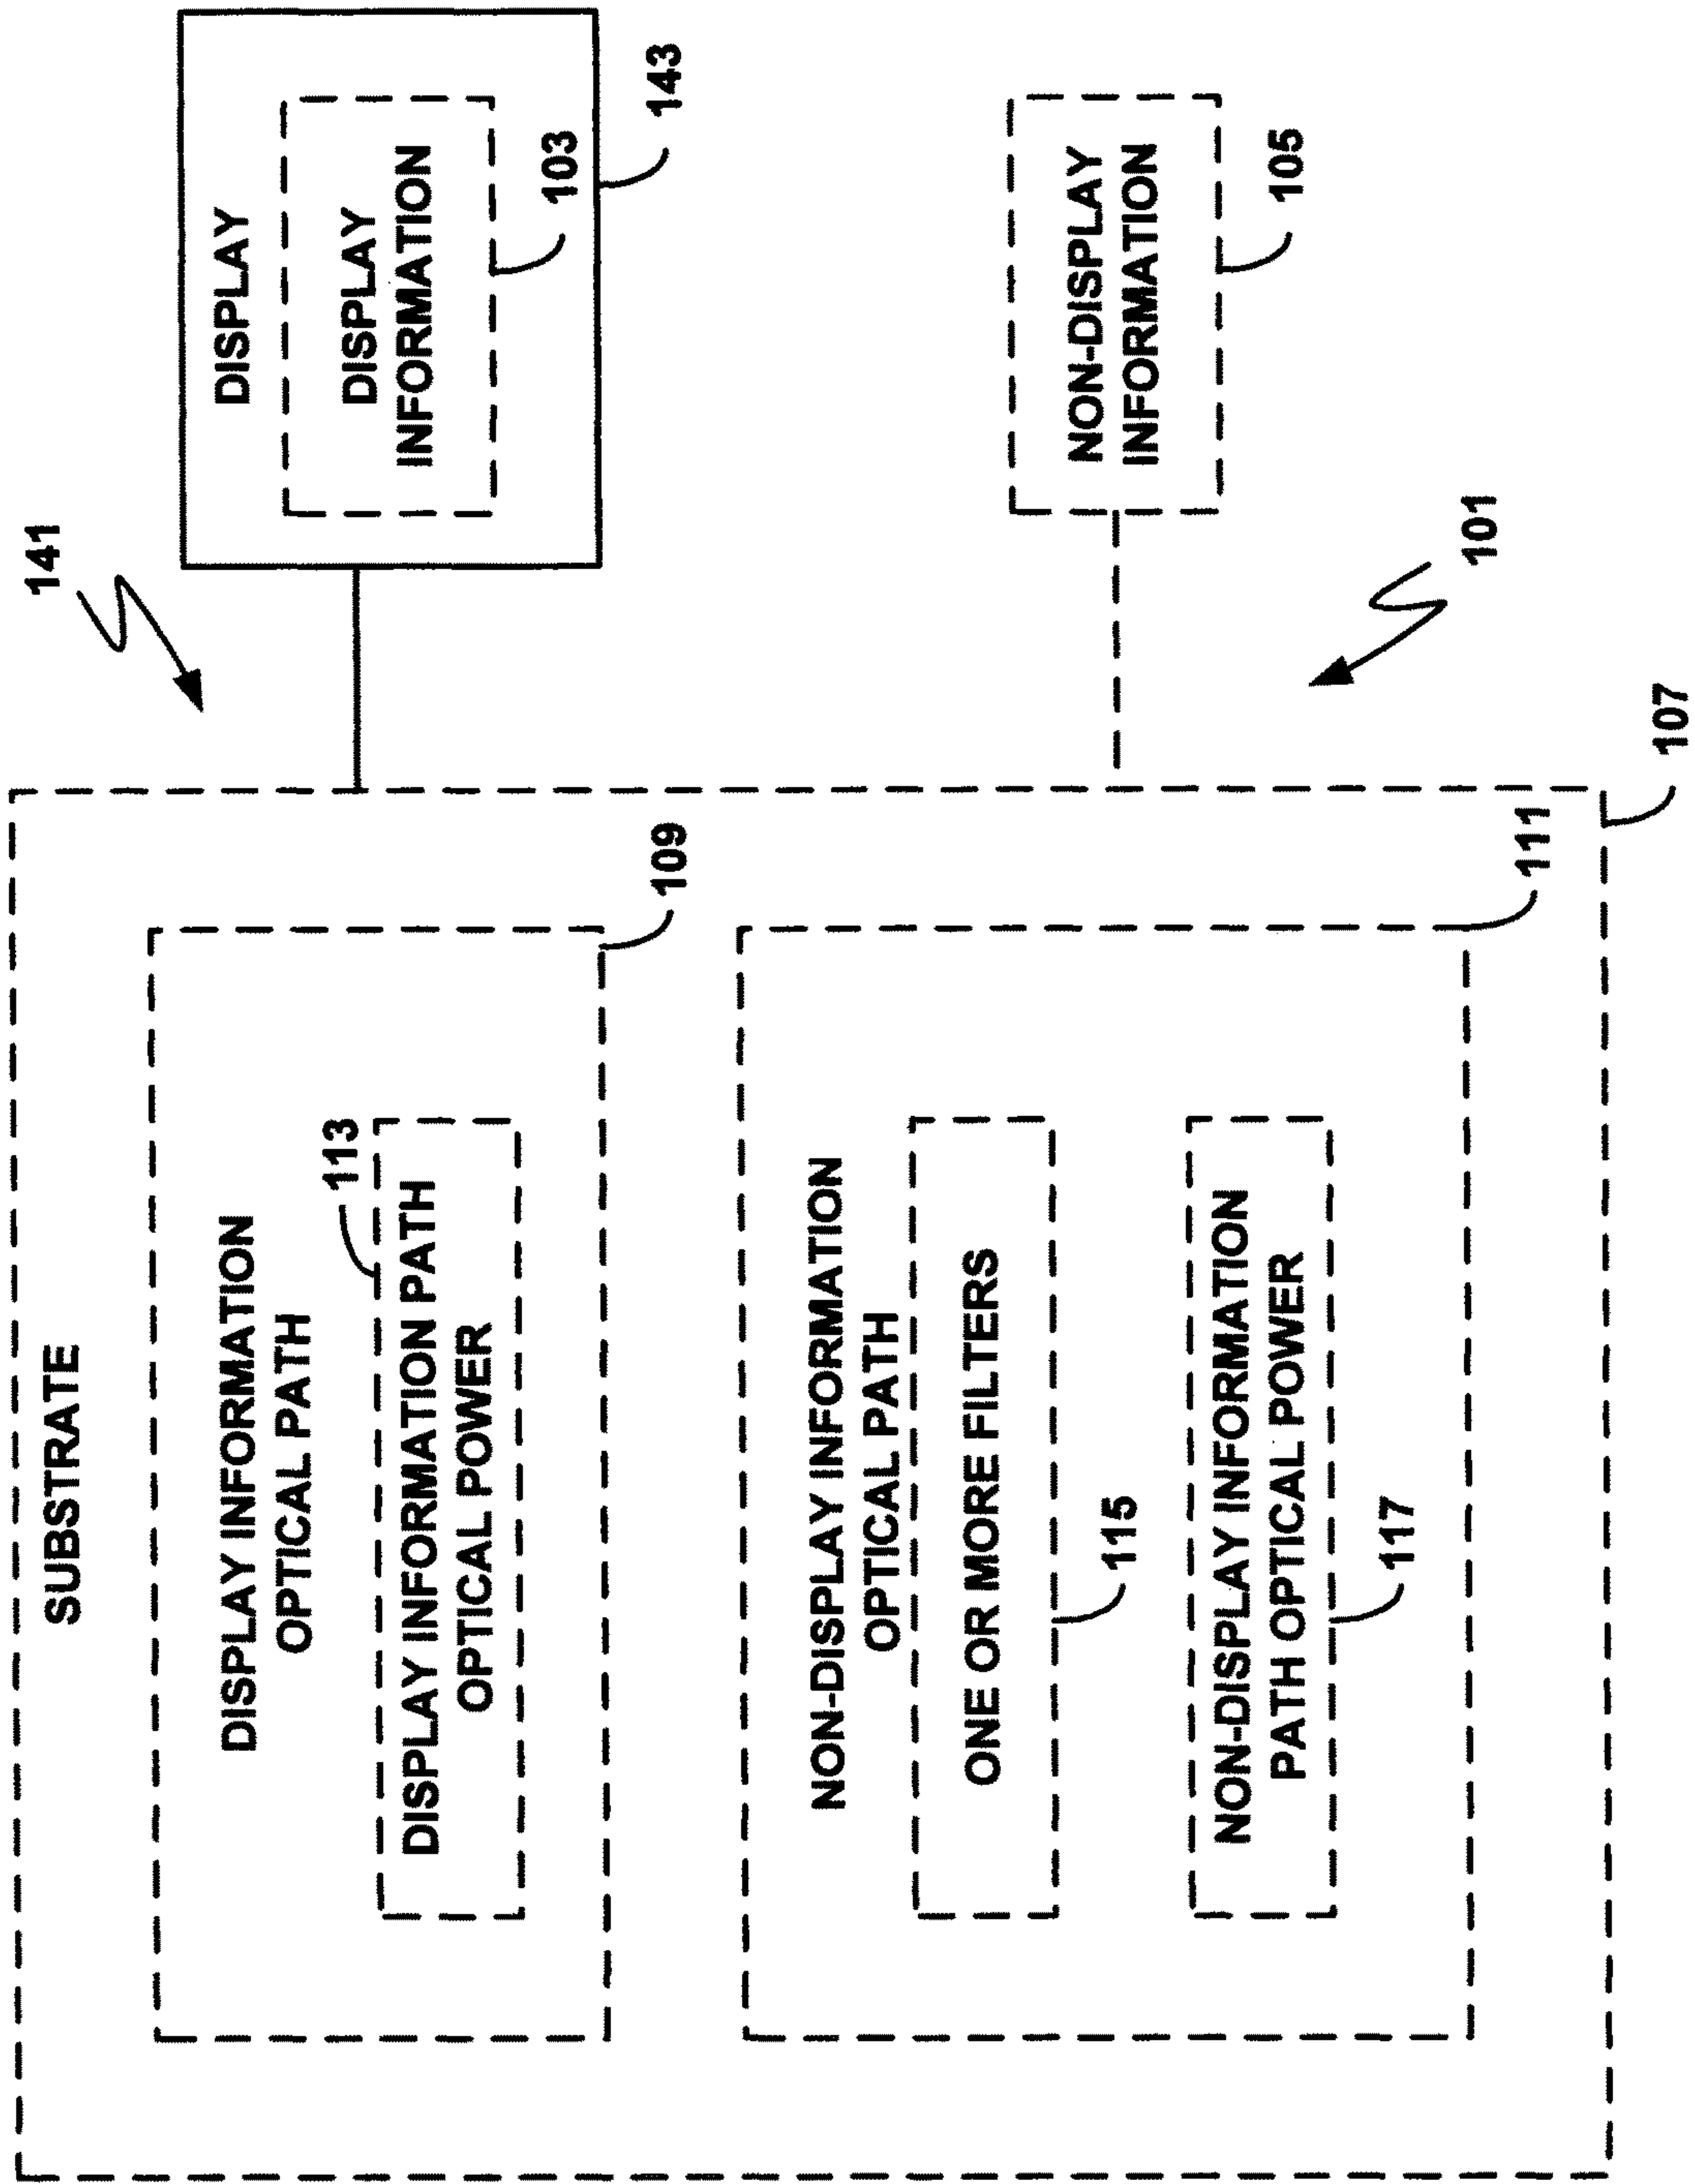 SUBSTRATE
DISPLAY INFORMATION
OPTICAL PATH
113
DISPLAY INFORMATION PATH
OPTICAL POWER
109
NON-DISPLAY INFORMATION
OPTICAL PATH
ONE OR MORE FILTERS
115
NON-DISPLAY INFORMATION
PATH OPTICAL POWER
117
111
107
141
DISPLAY
DISPLAY
INFORMATION
103
143
NON-DISPLAY
INFORMATION
105
101